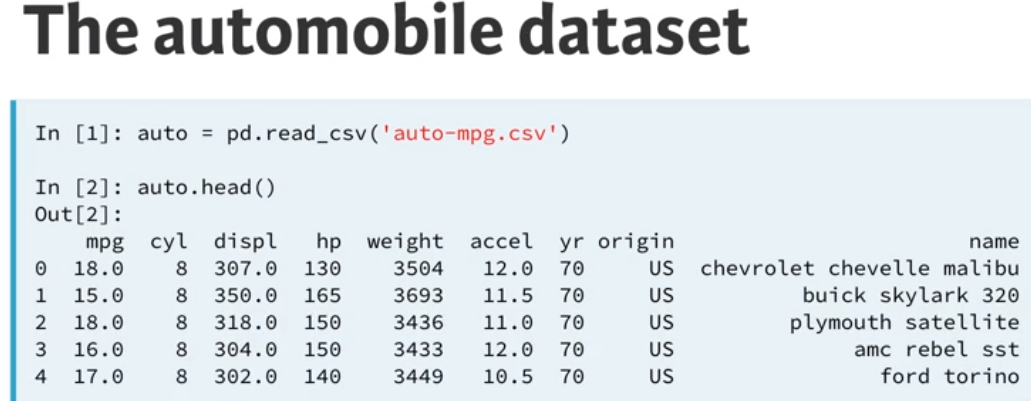 The automobile dataset
In [1]: auto = pd.read_csv('auto-mpg.csv')
In [2]: auto.head()
Out[2]:
mpg cyl displ hp weight accel yr origin name
0 18.0 8 307.0 130 3504 12.0 70 US chevrolet chevelle malibu
1 15.0 8 350.0 165 3693 11.5 70 US buick skylark 320
2 18.0 8 318.0 150 3436 11.0 70 US plymouth satellite
3 16.0 8 304.0 150 3433 12.0 70 US amc rebel sst
4 17.0 8 302.0 140 3449 10.5 70 US ford torino